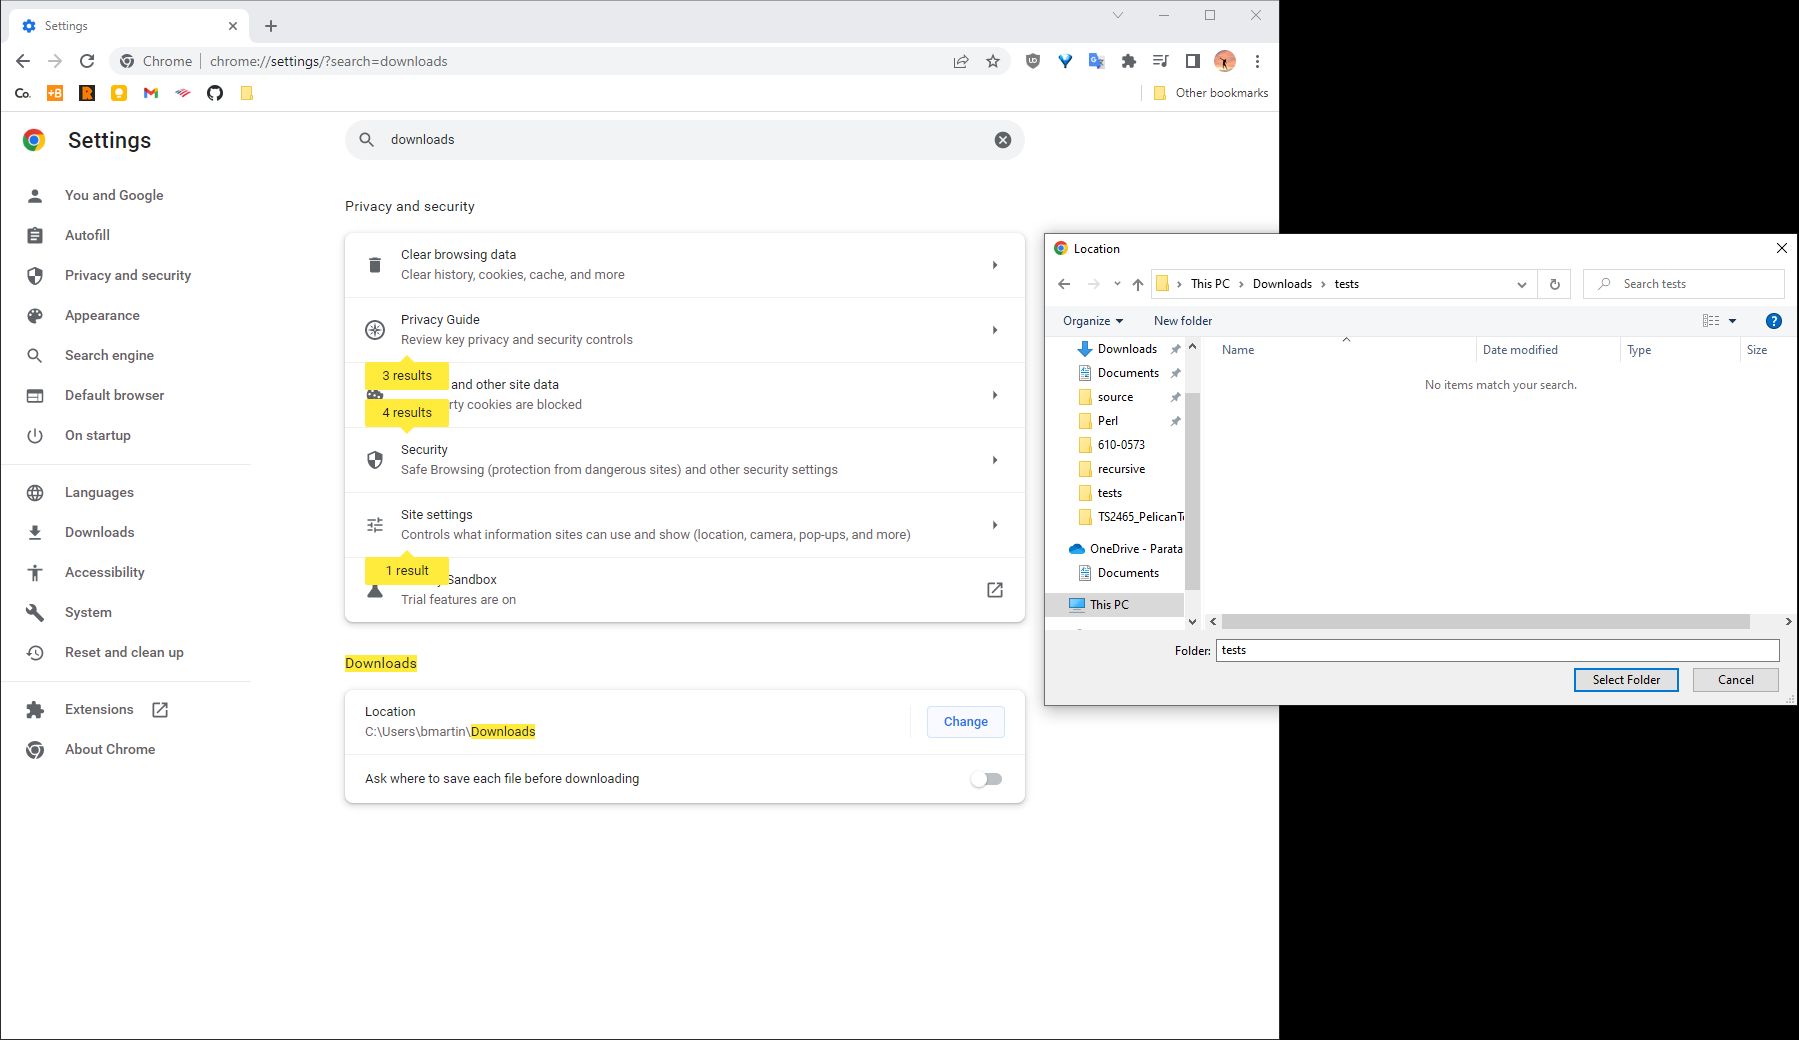 Settings
Chrome
chrome://settings/?search=downloads
Co.
+B
Other bookmarks
Settings
downloads
You and Google
Autofill
Privacy and security
Appearance
Search engine
Default browser
On startup
Languages
Downloads
Accessibility
System
Reset and clean up
Extensions
About Chrome
Privacy and security
Clear browsing data
Clear history, cookies, cache, and more
Privacy Guide
Review key privacy and security controls
3 results
and other site data
4 results
cookies are blocked
Security
Safe Browsing (protection from dangerous sites) and other security settings
Site settings
Controls what information sites can use and show (location, camera, pop-ups, and more)
1 result
Sandbox
Trial features are on
Downloads
Location
C:\Users\bmartin\Downloads
Change
Ask where to save each file before downloading
Location
This PC
Downloads
tests
Search tests
Organize
New folder
Downloads
Documents
source
Perl
610-0573
recursive
tests
TS2465_PelicanTe
OneDrive - Parata
Documents
This PC
Name
Date modified
Type
Size
No items match your search.
Folder:
tests
Select Folder
Cancel